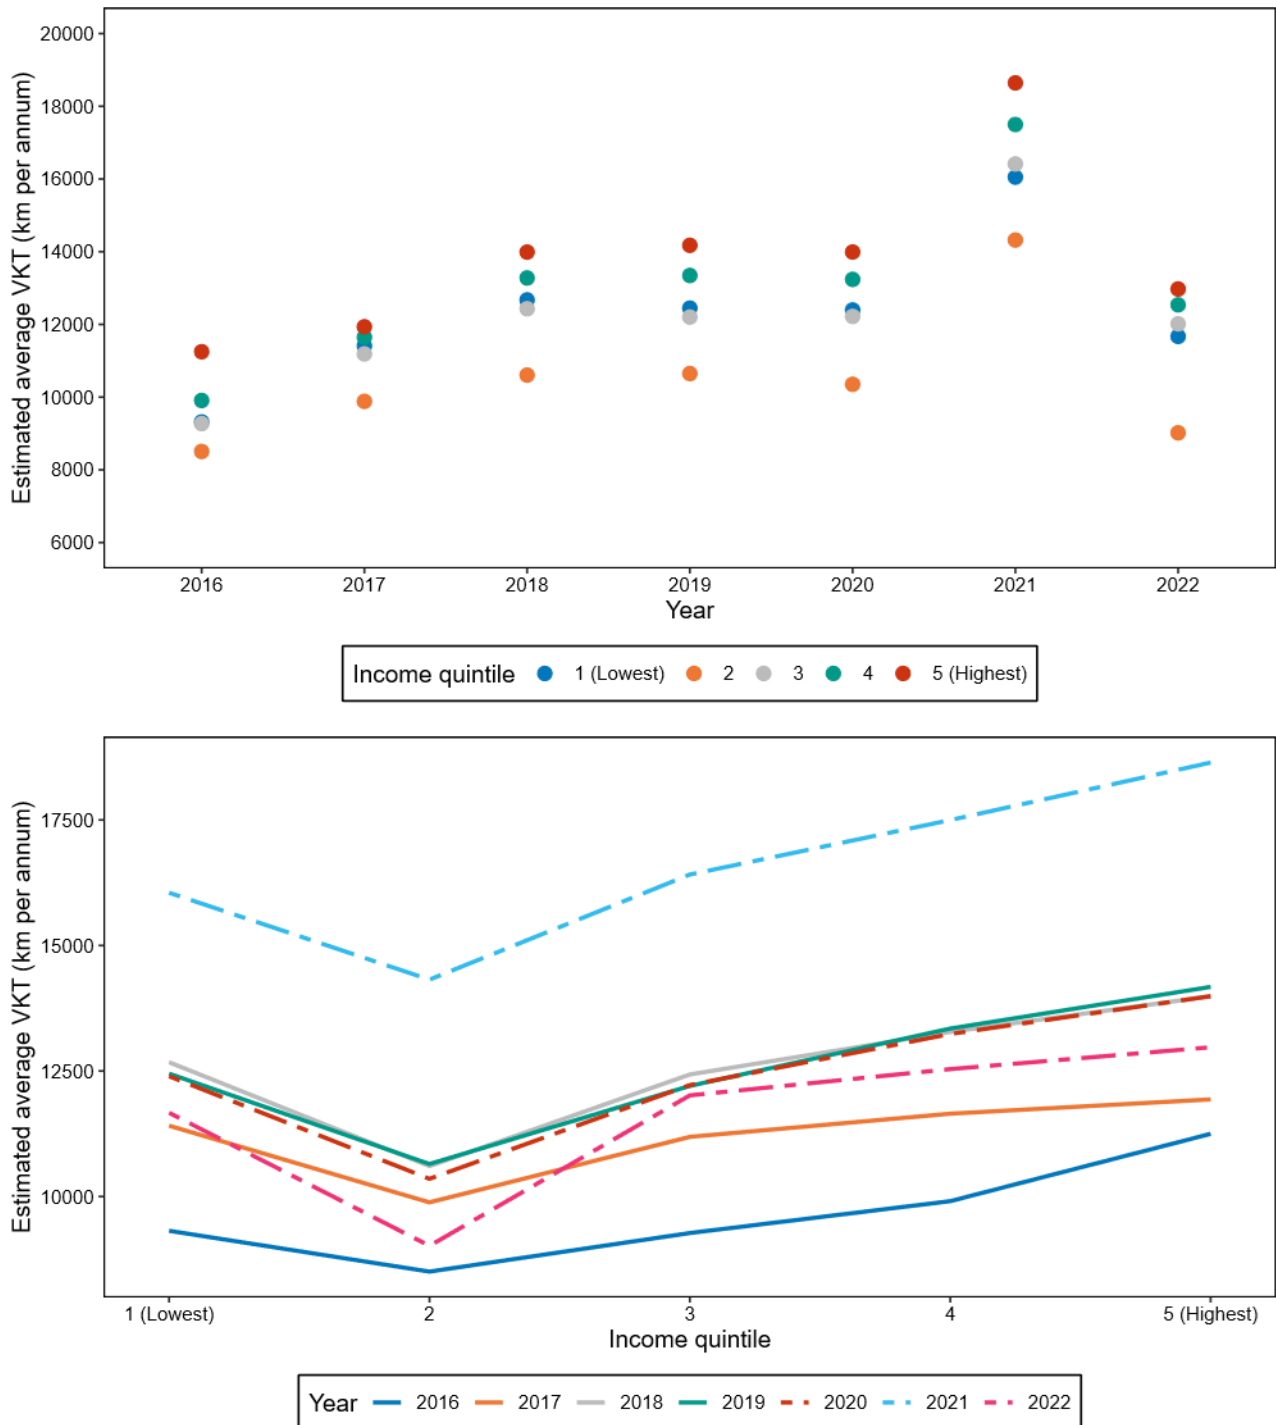 Estimated average VKT (km per annum)
20000
18000
16000
14000
12000
10000
8000
6000
2016 2017 2018 2019 2020 2021 2022
Year
Income quintile 1 (Lowest) 2 3 4 5 (Highest)
Estimated average VKT (km per annum)
17500
15000
12500
10000
1 (Lowest) 2 3 4 5 (Highest)
Income quintile
Year 2016 2017 2018 2019 2020 2021 2022